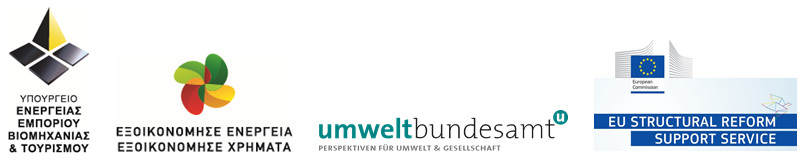 ΥΠΟΥΡΓΕΙΟ
ΕΝΕΡΓΕΙΑΣ
ΕΜΠΟΡΙΟΥ
ΒΙΟΜΗΧΑΝΙΑΣ
& ΤΟΥΡΙΣΜΟΥ
ΕΞΟΙΚΟΝΟΜΗΣΕ ΕΝΕΡΓΕΙΑ
ΕΞΟΙΚΟΝΟΜΗΣΕ ΧΡΗΜΑΤΑ
umweltbundesamt u
PERSPEKTIVEN FÜR UMWELT & GESELLSCHAFT
European
Commission
EU STRUCTURAL REFORM
SUPPORT SERVICE